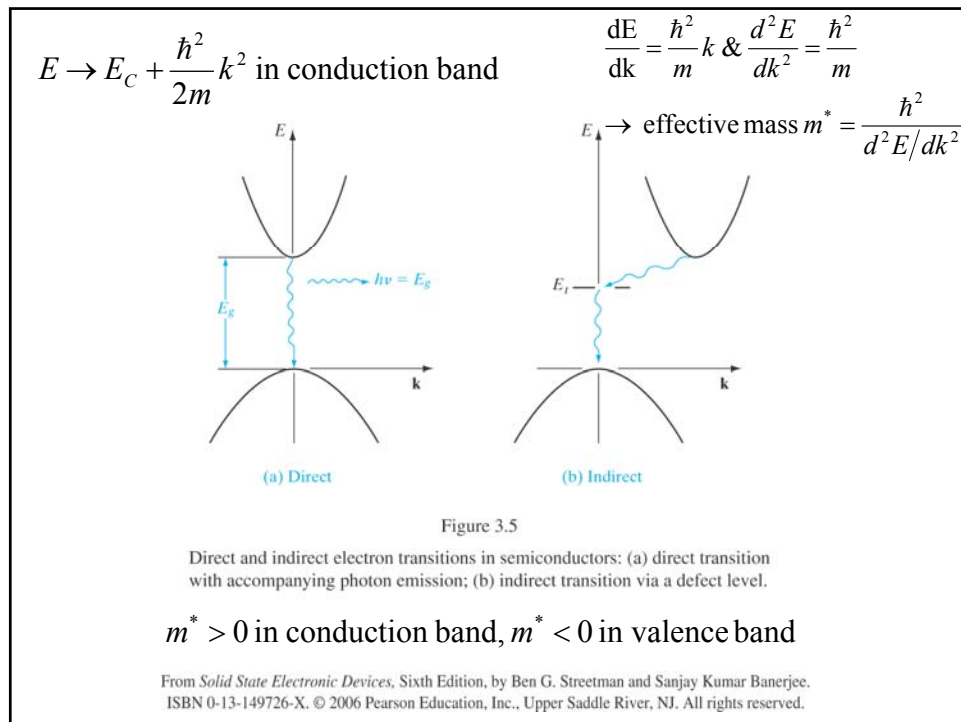 E → E_C + ℏ²/2m k² in conduction band
dE/dk = ℏ²/m k & d²E/dk² = ℏ²/m
→ effective mass m* = ℏ²/d²E/dk²
E
E
hν = E_g
E_t
E_g
k
k
(a) Direct
(b) Indirect
Figure 3.5
Direct and indirect electron transitions in semiconductors: (a) direct transition
with accompanying photon emission; (b) indirect transition via a defect level.
m* > 0 in conduction band, m* < 0 in valence band
From Solid State Electronic Devices, Sixth Edition, by Ben G. Streetman and Sanjay Kumar Banerjee.
ISBN 0-13-149726-X. © 2006 Pearson Education, Inc., Upper Saddle River, NJ. All rights reserved.